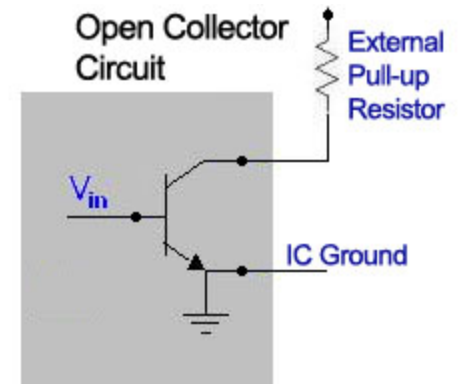 Open Collector
Circuit
External
Pull-up
Resistor
Vin
IC Ground